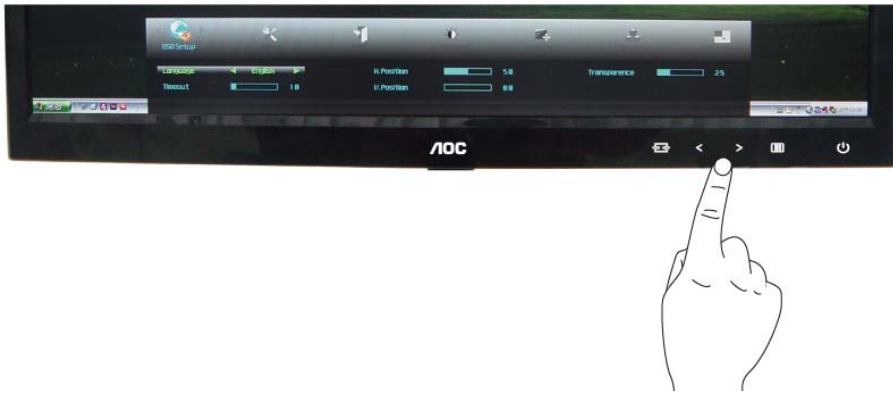 OSD Setup
Language English H.Position 50 Transparence 25
Timeout 10 V.Position 00
AOC